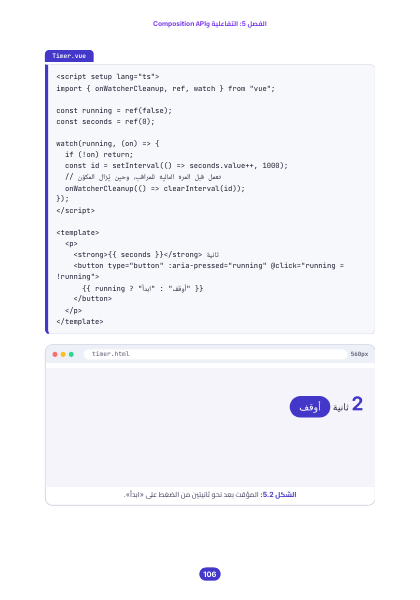 الفصل 5: التفاعلية وComposition API
Timer.vue
<script setup lang="ts">
import { onWatcherCleanup, ref, watch } from "vue";
const running = ref(false);
const seconds = ref(0);
watch(running, (on) => {
if (!on) return;
const id = setInterval(() => seconds.value++, 1000);
// تعمل قبل المرة التالية للمراقب، وحين يُزال المكوّن
onWatcherCleanup(() => clearInterval(id));
});
</script>
<template>
<p>
<strong>{{ seconds }}</strong> ثانية
<button type="button" :aria-pressed="running" @click="running =
!running">
{{ running ? "أوقف" : "ابدأ" }}
</button>
</p>
</template>
timer.html 560px
2 ثانية أوقف
الشكل 5.2: المؤقت بعد نحو ثانيتين من الضغط على «ابدأ».
106